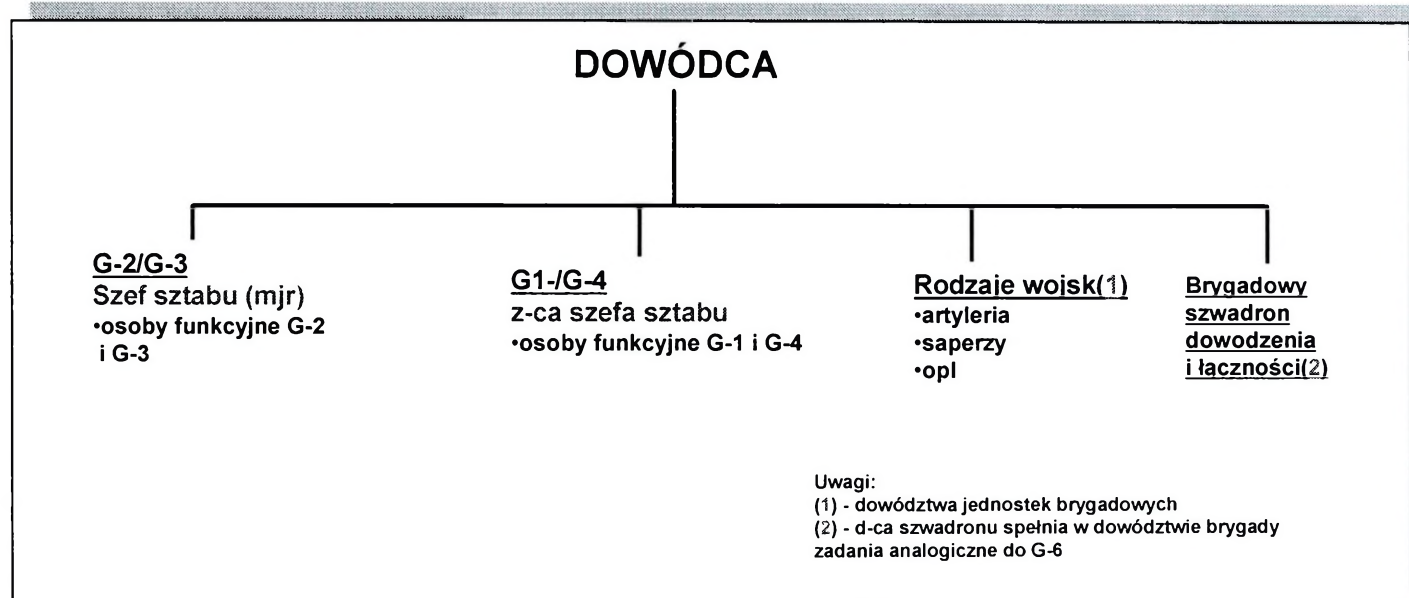 DOWÓDCA
G-2/G-3
Szef sztabu (mjr)
•osoby funkcyjne G-2
i G-3
G1-/G-4
z-ca szefa sztabu
•osoby funkcyjne G-1 i G-4
Rodzaje wojsk(1)
•artyleria
•saperzy
•opl
Brygadowy
szwadron
dowodzenia
i łączności(2)
Uwagi:
(1) - dowództwa jednostek brygadowych
(2) - d-ca szwadronu spełnia w dowództwie brygady
zadania analogiczne do G-6